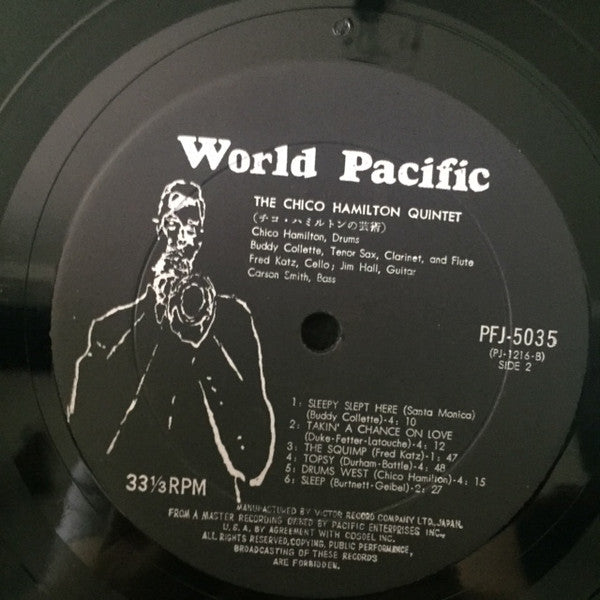 World Pacific
THE CHICO HAMILTON QUINTET
(チコ・ハミルトンの芸術)
Chico Hamilton, Drums
Buddy Collette, Tenor Sax, Clarinet, and Flute
Fred Katz, Cello; Jim Hall, Guitar
Carson Smith, Bass
PFJ-5035
(PJ-1216-B)
SIDE 2
1: SLEEPY SLEPT HERE (Santa Monica)
(Buddy Collette)-4: 10
2: TAKIN' A CHANCE ON LOVE
(Duke-Fetter-Latouche)-4: 12
3: THE SQUIMP (Fred Katz)-1: 47
4: TOPSY (Durham-Battle)-4: 48
5: DRUMS WEST (Chico Hamilton)-4: 15
6: SLEEP (Burtnett-Geibel)-2: 27
33 1/3 RPM
MANUFACTURED BY VICTOR RECORD COMPANY LTD. JAPAN.
FROM A MASTER RECORDING OWNED BY PACIFIC ENTERPRISES INC.,
U. S. A. BY AGREEMENT WITH COSDEL INC.
ALL RIGHTS RESERVED, COPYING, PUBLIC PERFORMANCE,
BROADCASTING OF THESE RECORDS
ARE FORBIDDEN.